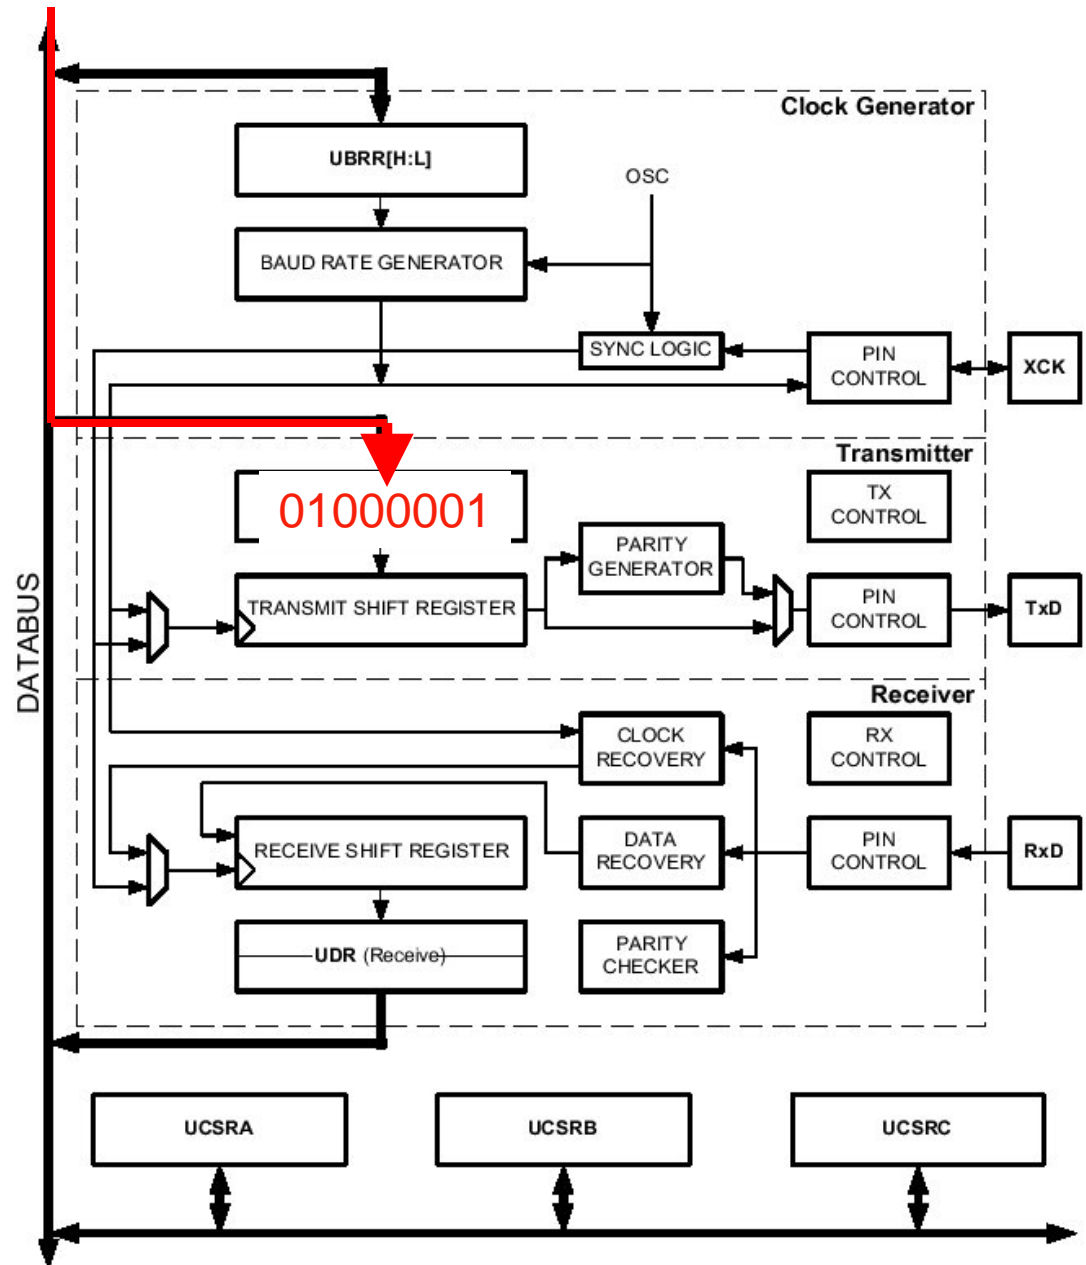 Clock Generator
UBRR[H:L]
OSC
BAUD RATE GENERATOR
SYNC LOGIC
PIN
CONTROL
XCK
Transmitter
01000001
TX
CONTROL
PARITY
GENERATOR
TRANSMIT SHIFT REGISTER
PIN
CONTROL
TxD
DATABUS
Receiver
CLOCK
RECOVERY
RX
CONTROL
RECEIVE SHIFT REGISTER
DATA
RECOVERY
PIN
CONTROL
RxD
UDR (Receive)
PARITY
CHECKER
UCSRA
UCSRB
UCSRC